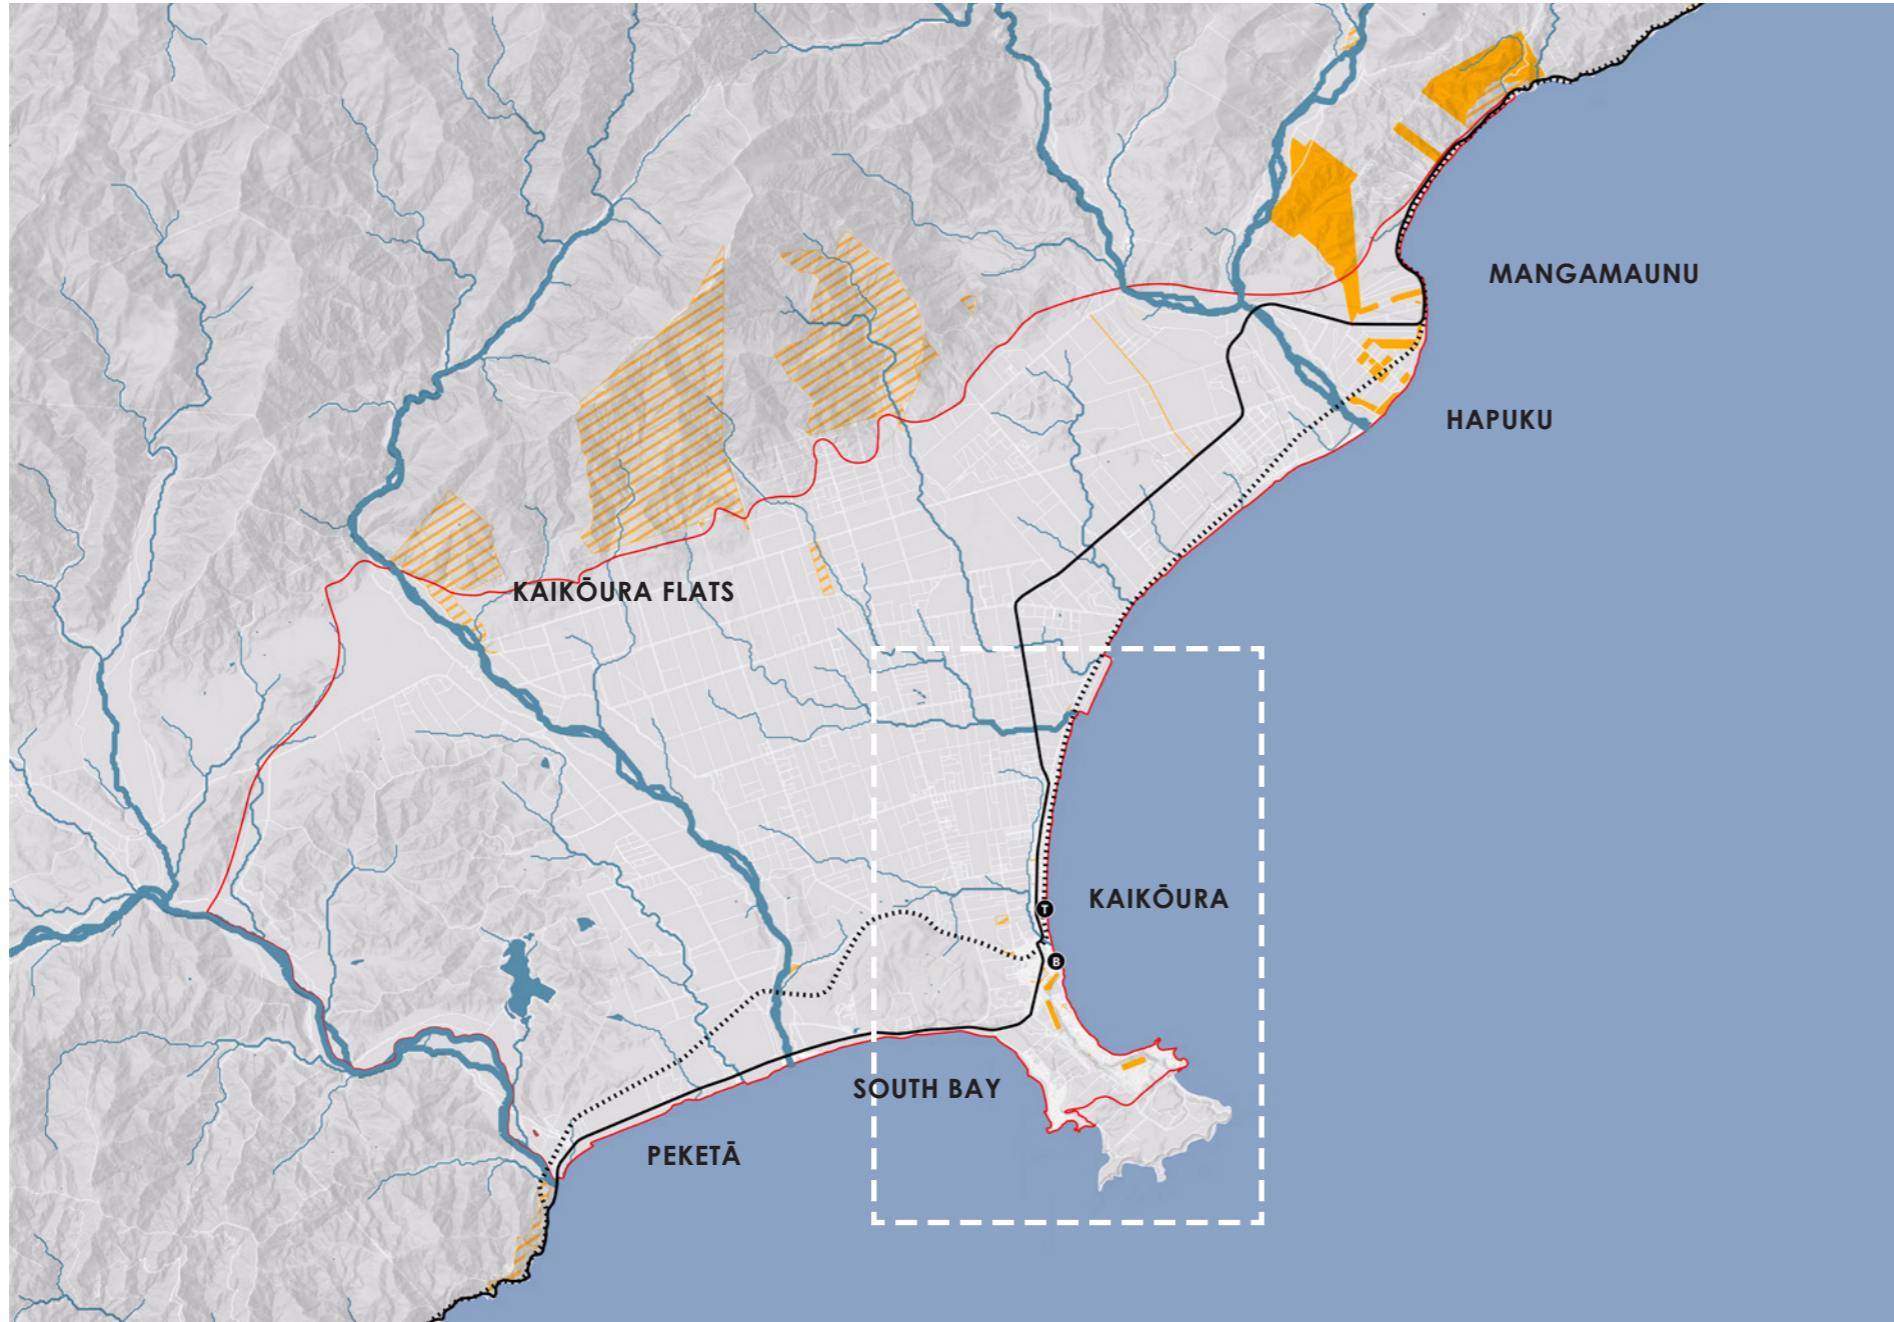 MANGAMAUNU
HAPUKU
KAIKŌURA FLATS
T
KAIKŌURA
B
SOUTH BAY
PEKETĀ